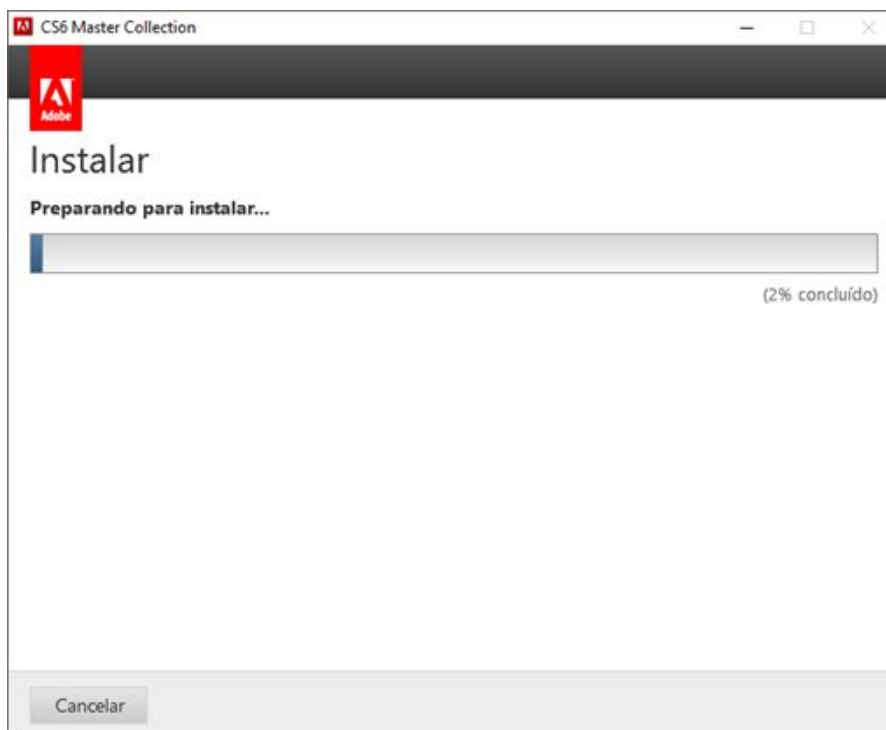 CS6 Master Collection
Adobe
Instalar
Preparando para instalar...
(2% concluído)
Cancelar